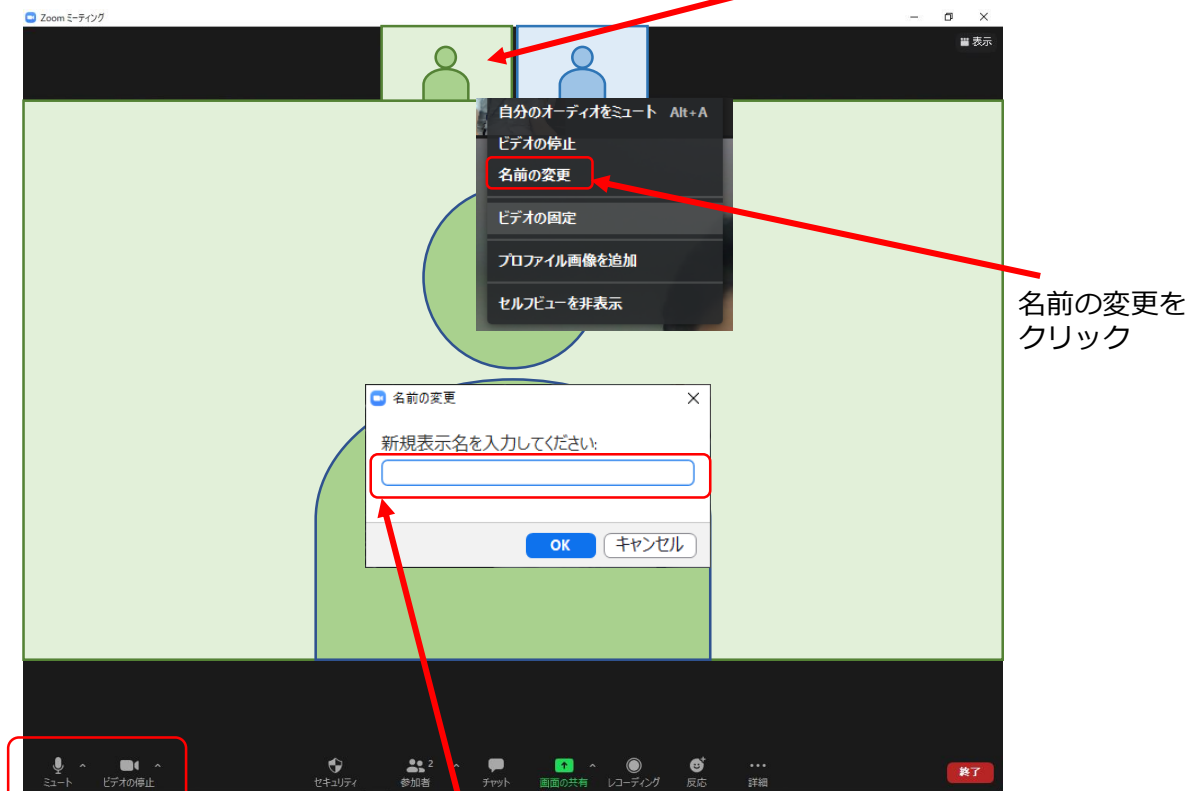 Zoom ミーティング
表示
自分のオーディオをミュート Alt+A
ビデオの停止
名前の変更
ビデオの固定
プロファイル画像を追加
セルフビューを非表示
名前の変更を
クリック
名前の変更
新規表示名を入力してください:
OK キャンセル
ミュート ビデオの停止 セキュリティ 参加者 2 チャット 画面の共有 レコーディング 反応 詳細 終了